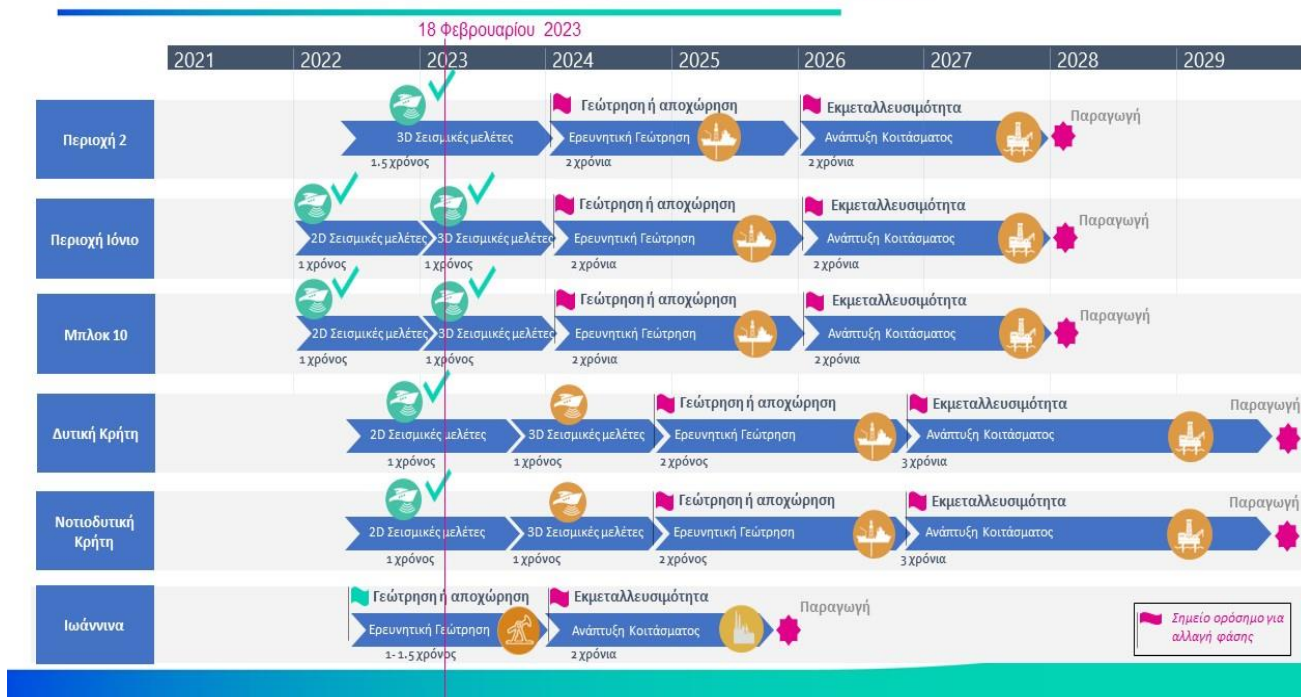 18 Φεβρουαρίου 2023
2021 2022 2023 2024 2025 2026 2027 2028 2029
Περιοχή 2
Γεώτρηση ή αποχώρηση Εκμεταλλευσιμότητα Παραγωγή
3D Σεισμικές μελέτες Ερευνητική Γεώτρηση Ανάπτυξη Κοιτάσματος
1.5 χρόνος 2 χρόνια 2 χρόνια
Περιοχή Ιόνιο
Γεώτρηση ή αποχώρηση Εκμεταλλευσιμότητα Παραγωγή
2D Σεισμικές μελέτες 3D Σεισμικές μελέτες Ερευνητική Γεώτρηση Ανάπτυξη Κοιτάσματος
1 χρόνος 1 χρόνος 2 χρόνια 2 χρόνια
Μπλοκ 10
Γεώτρηση ή αποχώρηση Εκμεταλλευσιμότητα Παραγωγή
2D Σεισμικές μελέτες 3D Σεισμικές μελέτες Ερευνητική Γεώτρηση Ανάπτυξη Κοιτάσματος
1 χρόνος 1 χρόνος 2 χρόνια 2 χρόνια
Δυτική Κρήτη
Γεώτρηση ή αποχώρηση Εκμεταλλευσιμότητα Παραγωγή
2D Σεισμικές μελέτες 3D Σεισμικές μελέτες Ερευνητική Γεώτρηση Ανάπτυξη Κοιτάσματος
1 χρόνος 1 χρόνος 2 χρόνος 3 χρόνια
Νοτιοδυτική
Κρήτη
Γεώτρηση ή αποχώρηση Εκμεταλλευσιμότητα Παραγωγή
2D Σεισμικές μελέτες 3D Σεισμικές μελέτες Ερευνητική Γεώτρηση Ανάπτυξη Κοιτάσματος
1 χρόνος 1 χρόνος 2 χρόνος 3 χρόνια
Ιωάννινα
Γεώτρηση ή αποχώρηση Εκμεταλλευσιμότητα Παραγωγή
Ερευνητική Γεώτρηση Ανάπτυξη Κοιτάσματος
1- 1.5 χρόνος 2 χρόνια
Σημείο ορόσημο για
αλλαγή φάσης